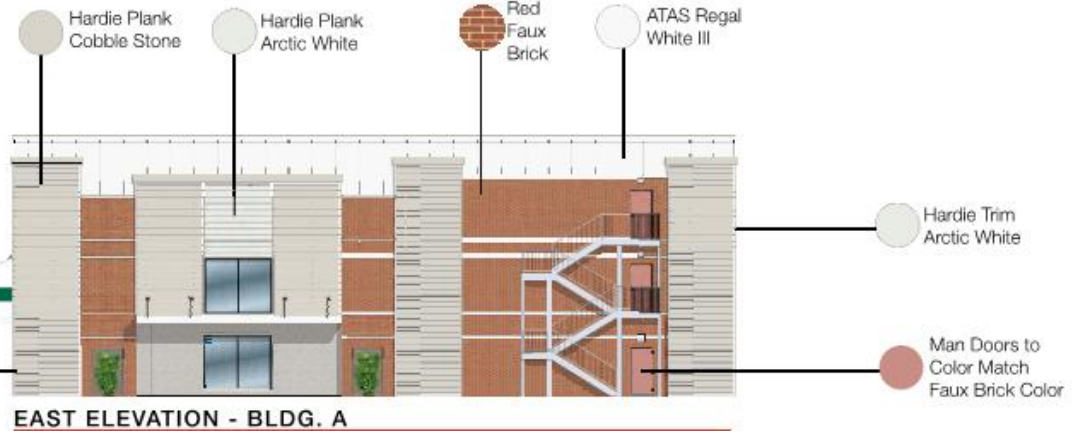 Hardie Plank
Cobble Stone
Hardie Plank
Arctic White
Red
Faux
Brick
ATAS Regal
White III
Hardie Trim
Arctic White
Man Doors to
Color Match
Faux Brick Color
EAST ELEVATION - BLDG. A